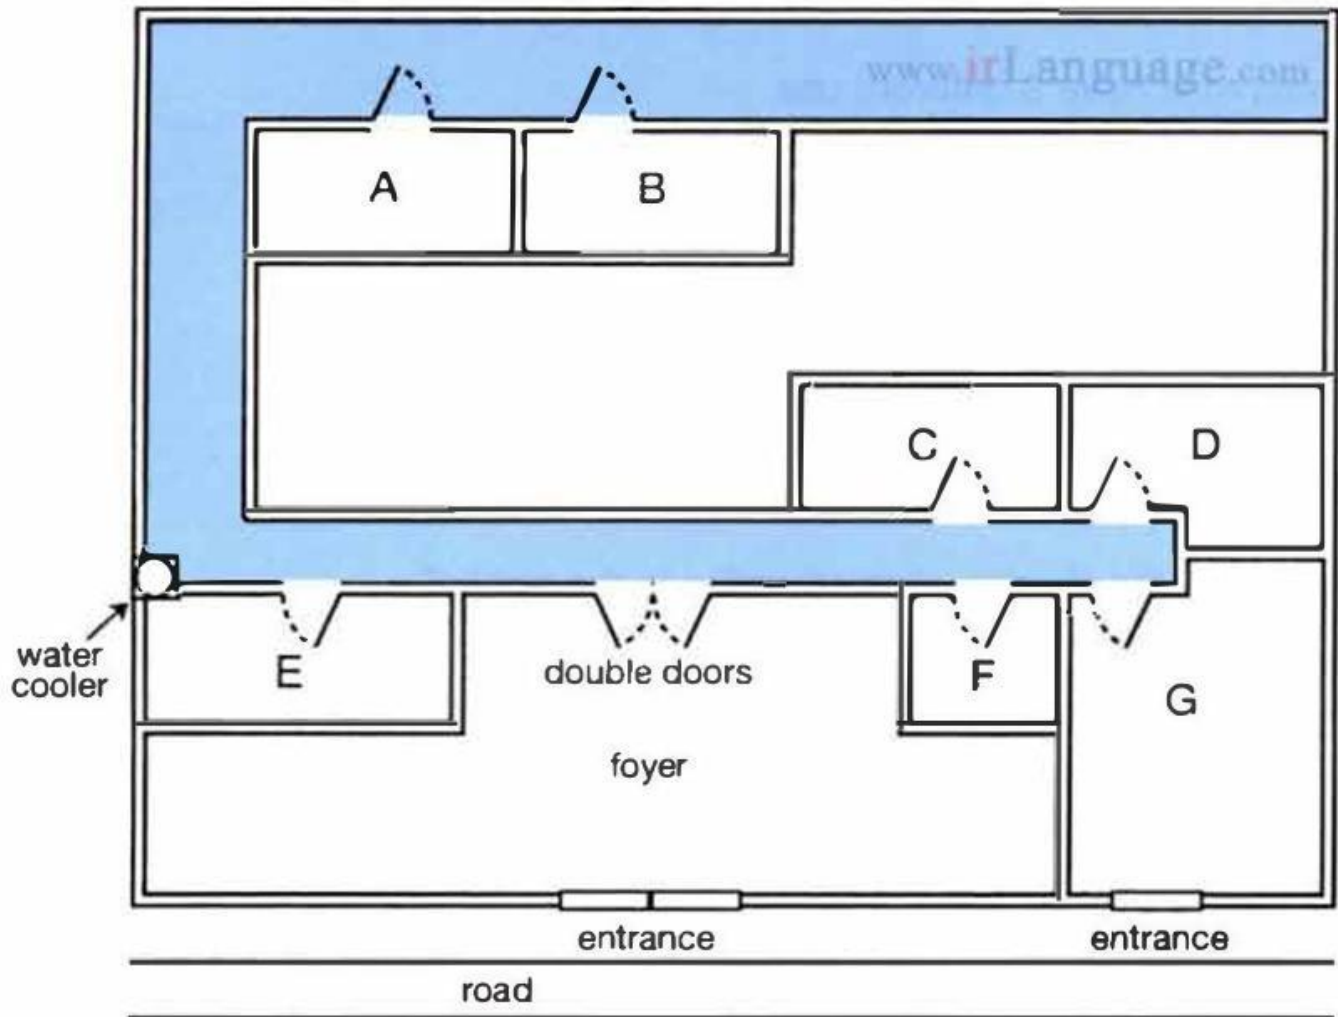 www.irLanguage.com
A
B
C
D
water
cooler
E
double doors
F
G
foyer
entrance
entrance
road